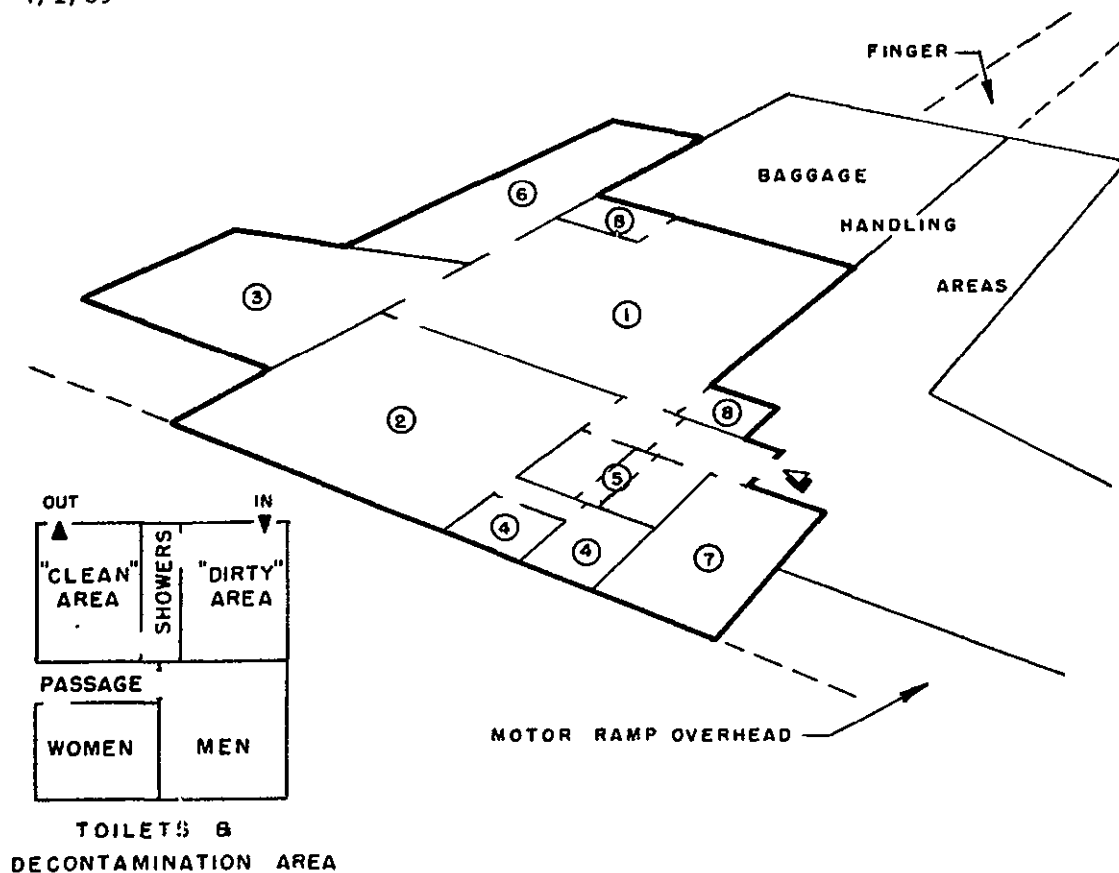 FINGER
BAGGAGE
HANDLING
AREAS
6
8
3
1
2
8
5
4
4
7
OUT
IN
"CLEAN"
AREA
SHOWERS
"DIRTY"
AREA
PASSAGE
WOMEN
MEN
MOTOR RAMP OVERHEAD
TOILETS &
DECONTAMINATION AREA